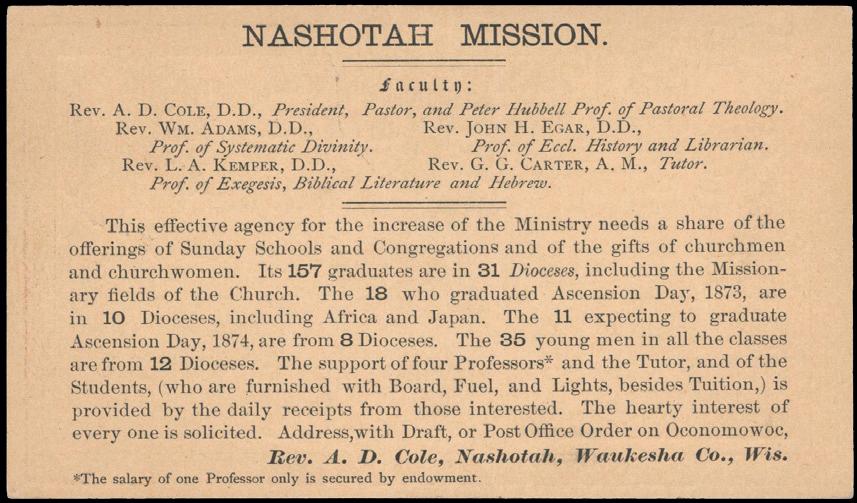 NASHOTAH MISSION.
Faculty:
Rev. A. D. COLE, D.D., President, Pastor, and Peter Hubbell Prof. of Pastoral Theology.
Rev. WM. ADAMS, D.D., Rev. JOHN H. EGAR, D.D.,
Prof. of Systematic Divinity. Prof. of Eccl. History and Librarian.
Rev. L. A. KEMPER, D.D., Rev. G. G. CARTER, A. M., Tutor.
Prof. of Exegesis, Biblical Literature and Hebrew.
This effective agency for the increase of the Ministry needs a share of the
offerings of Sunday Schools and Congregations and of the gifts of churchmen
and churchwomen. Its 157 graduates are in 31 Dioceses, including the Mission-
ary fields of the Church. The 18 who graduated Ascension Day, 1873, are
in 10 Dioceses, including Africa and Japan. The 11 expecting to graduate
Ascension Day, 1874, are from 8 Dioceses. The 35 young men in all the classes
are from 12 Dioceses. The support of four Professors* and the Tutor, and of the
Students, (who are furnished with Board, Fuel, and Lights, besides Tuition,) is
provided by the daily receipts from those interested. The hearty interest of
every one is solicited. Address,with Draft, or Post Office Order on Oconomowoc,
Rev. A. D. Cole, Nashotah, Waukesha Co., Wis.
*The salary of one Professor only is secured by endowment.